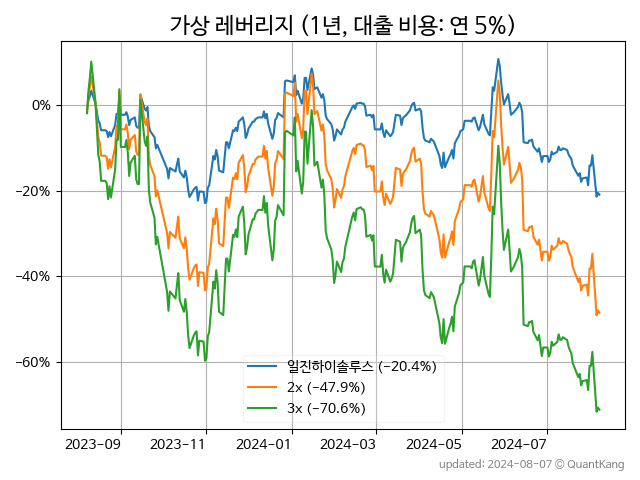 가상 레버리지 (1년, 대출 비용: 연 5%)
0%
−20%
−40%
−60%
일진하이솔루스 (−20.4%)
2x (−47.9%)
3x (−70.6%)
2023-09 2023-11 2024-01 2024-03 2024-05 2024-07
updated: 2024-08-07 © QuantKang